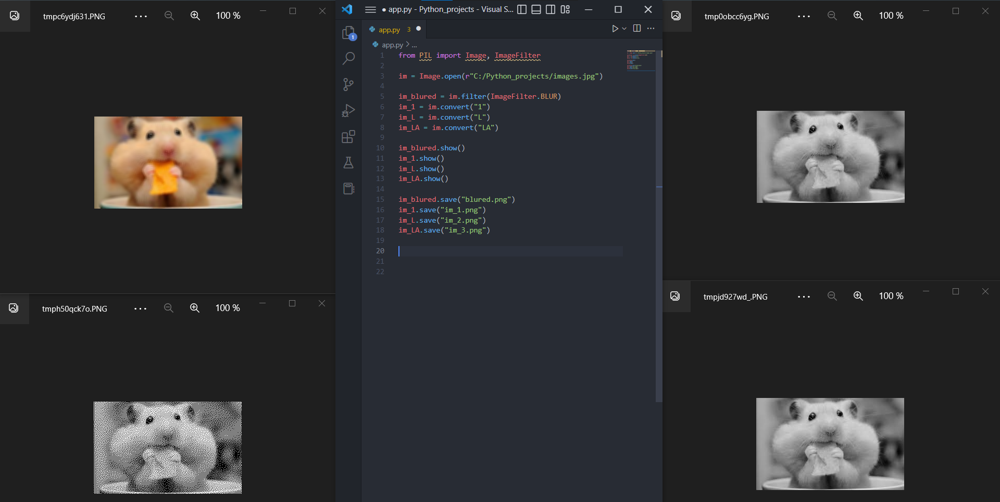 tmpc6ydj631.PNG
100 %
tmph50qck7o.PNG
100 %
● app.py - Python_projects - Visual S...
1
app.py 3 ●
app.py > ...
1 from PIL import Image, ImageFilter
2
3 im = Image.open(r"C:/Python_projects/images.jpg")
4
5 im_blured = im.filter(ImageFilter.BLUR)
6 im_1 = im.convert("1")
7 im_L = im.convert("L")
8 im_LA = im.convert("LA")
9
10 im_blured.show()
11 im_1.show()
12 im_L.show()
13 im_LA.show()
14
15 im_blured.save("blured.png")
16 im_1.save("im_1.png")
17 im_L.save("im_2.png")
18 im_LA.save("im_3.png")
19
20
21
22
tmp0obcc6yg.PNG
100 %
tmpjd927wd_.PNG
100 %